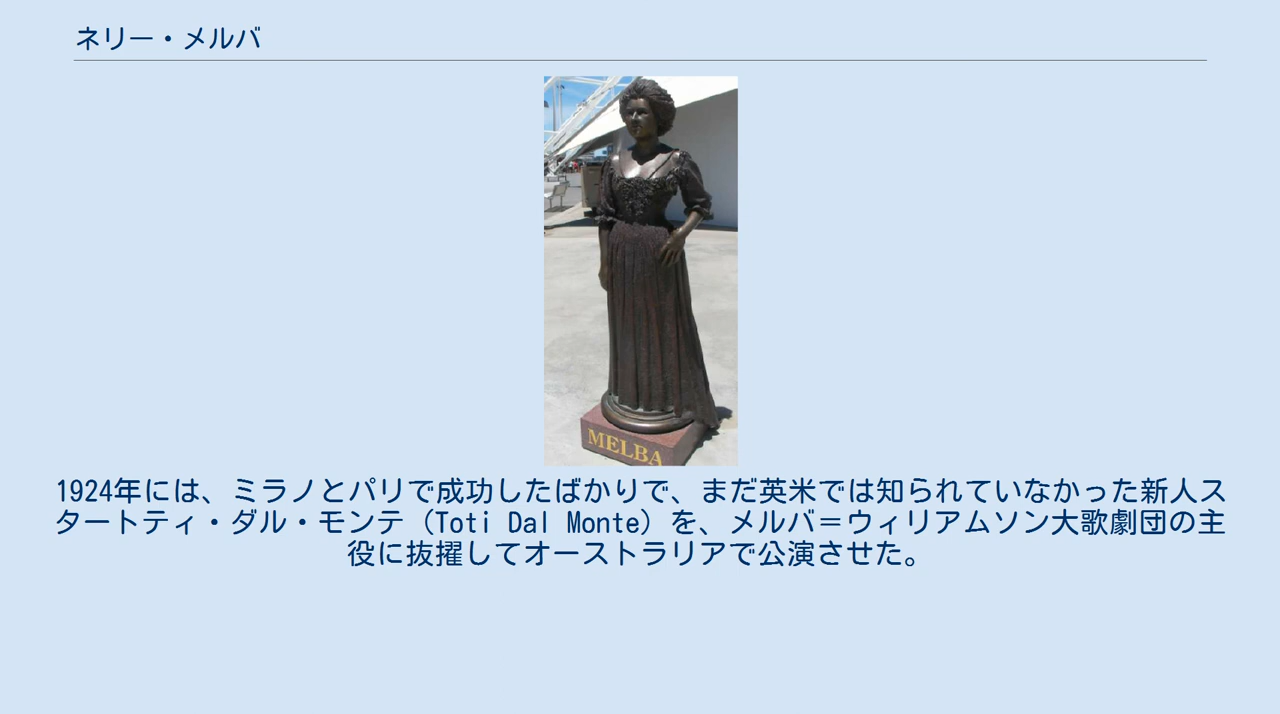 ネリー・メルバ
MELBA
1924年には、ミラノとパリで成功したばかりで、まだ英米では知られていなかった新人ス
タートティ・ダル・モンテ（Toti Dal Monte）を、メルバ＝ウィリアムソン大歌劇団の主
役に抜擢してオーストラリアで公演させた。